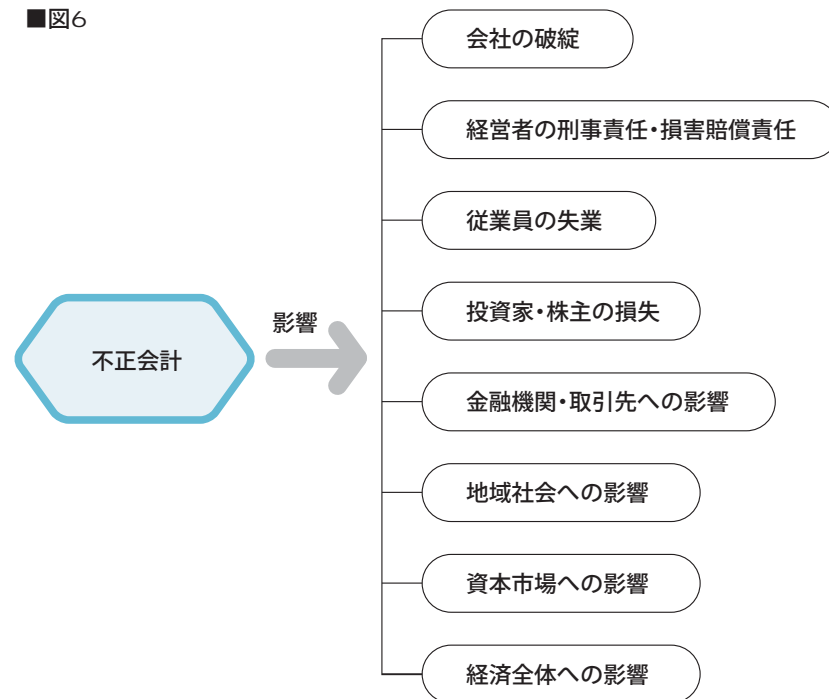 ■図6
会社の破綻
経営者の刑事責任・損害賠償責任
従業員の失業
投資家・株主の損失
影響
不正会計
金融機関・取引先への影響
地域社会への影響
資本市場への影響
経済全体への影響